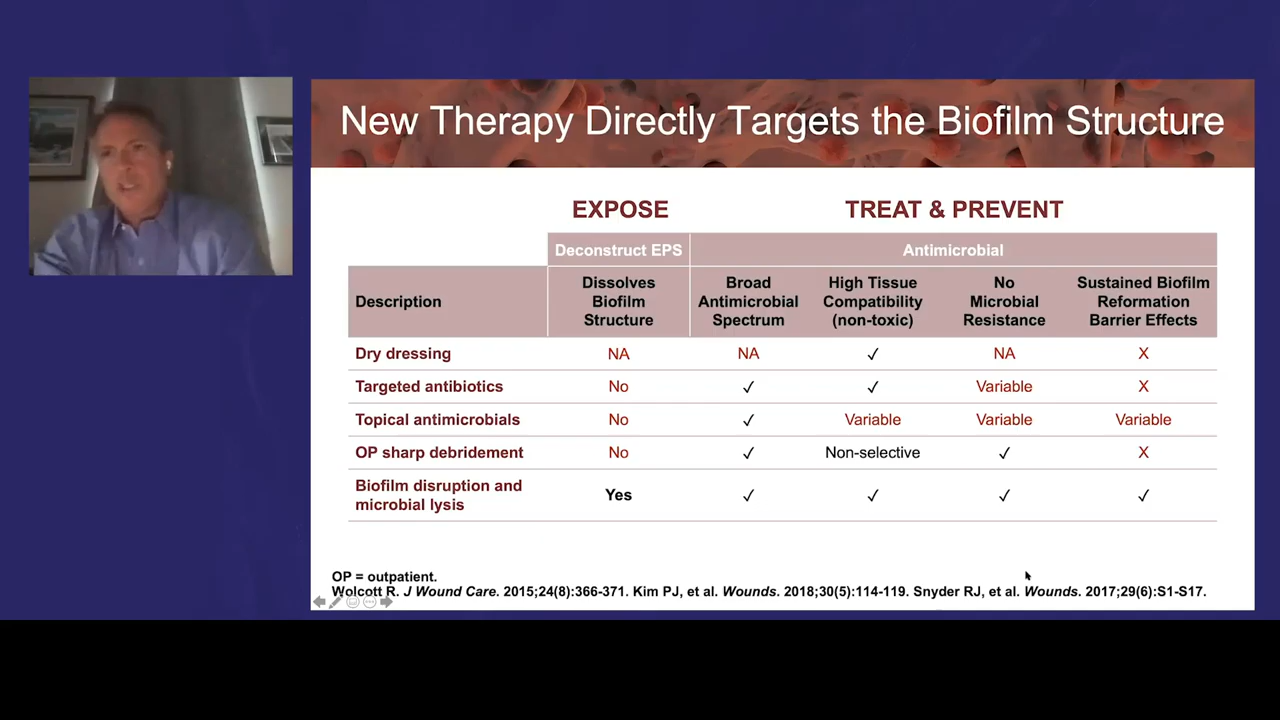 New Therapy Directly Targets the Biofilm Structure
EXPOSE
TREAT & PREVENT
Deconstruct EPS
Antimicrobial
Description
Dissolves
Biofilm
Structure
Broad
Antimicrobial
Spectrum
High Tissue
Compatibility
(non-toxic)
No
Microbial
Resistance
Sustained Biofilm
Reformation
Barrier Effects
Dry dressing NA NA ✓ NA X
Targeted antibiotics No ✓ ✓ Variable X
Topical antimicrobials No ✓ Variable Variable Variable
OP sharp debridement No ✓ Non-selective ✓ X
Biofilm disruption and
microbial lysis
Yes ✓ ✓ ✓ ✓
OP = outpatient.
Wolcott R. J Wound Care. 2015;24(8):366-371. Kim PJ, et al. Wounds. 2018;30(5):114-119. Snyder RJ, et al. Wounds. 2017;29(6):S1-S17.